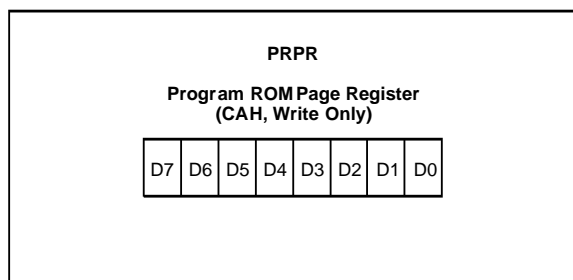 PRPR
Program ROM Page Register
(CAH, Write Only)
D7 D6 D5 D4 D3 D2 D1 D0